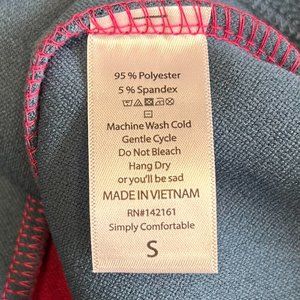 95 % Polyester
5 % Spandex
Machine Wash Cold
Gentle Cycle
Do Not Bleach
Hang Dry
or you'll be sad
MADE IN VIETNAM
RN#142161
Simply Comfortable
S